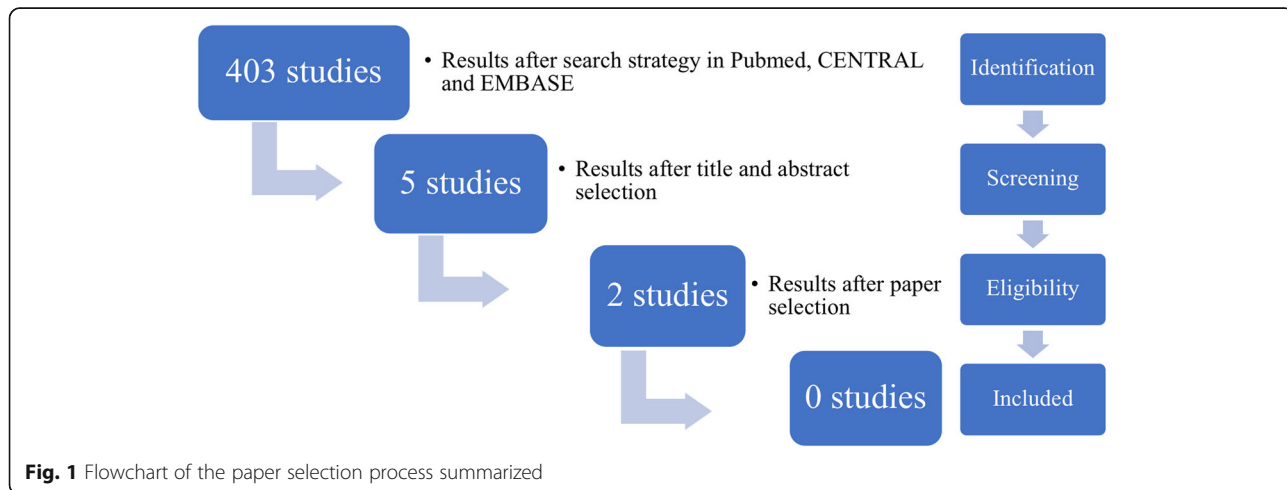 403 studies
• Results after search strategy in Pubmed, CENTRAL
and EMBASE
5 studies
• Results after title and abstract
selection
2 studies
• Results after paper
selection
0 studies
Identification
Screening
Eligibility
Included
Fig. 1 Flowchart of the paper selection process summarized